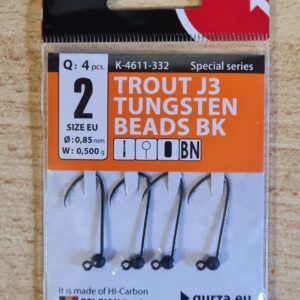 Q: 4 pcs. K-4611-332 Special series
2
SIZE EU
Ø: 0,85 mm
W: 0,500 g
TROUT J3
TUNGSTEN
BEADS BK
BN
It is made of HI-Carbon
gurza.eu